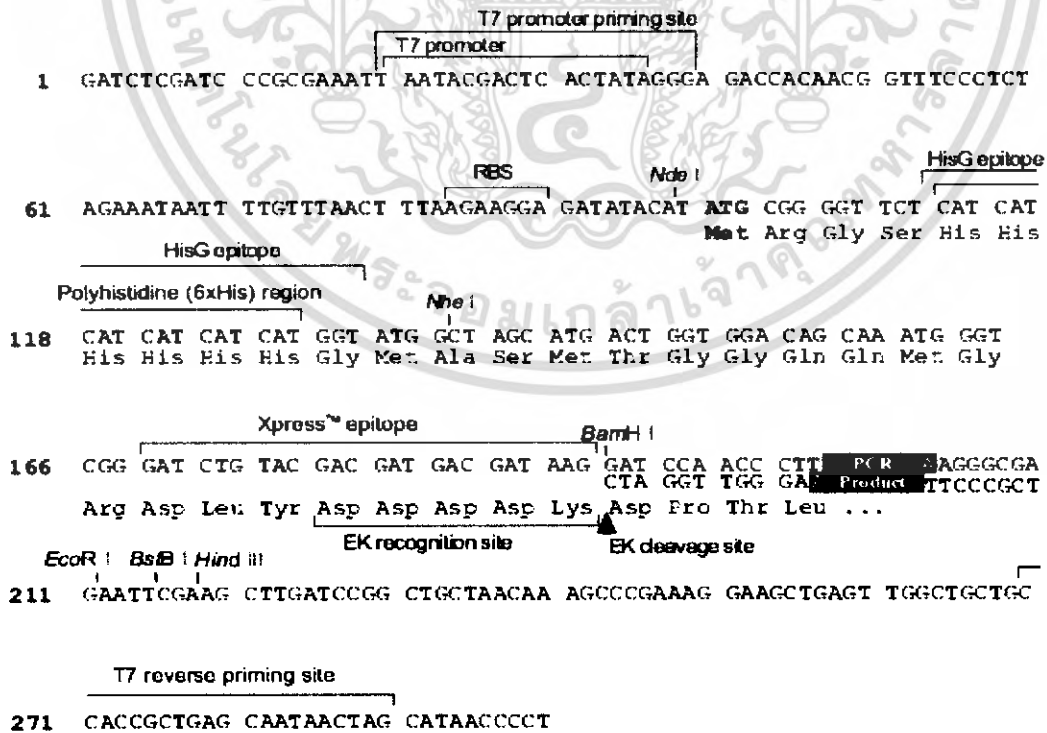 T7 promoter priming site
T7 promoter
1 GATCTCGATC CCGCGAAATT AATACGACTC ACTATAGGGA GACCACAACG GTTTCCCTCT
RBS Nde I HisG epitope
61 AGAAATAATT TTGTTTAACT TTAAGAAGGA GATATACAT ATG CGG GGT TCT CAT CAT
Met Arg Gly Ser His His
HisG epitope
Polyhistidine (6xHis) region Nhe I
118 CAT CAT CAT CAT GGT ATG GCT AGC ATG ACT GGT GGA CAG CAA ATG GGT
His His His His Gly Met Ala Ser Met Thr Gly Gly Gln Gln Met Gly
Xpress™ epitope BamH I
166 CGG GAT CTG TAC GAC GAT GAC GAT AAG GAT CCA ACC CTT PCR AAGGGCGA
CTA GGT TGG GA Product TTCCCGCT
Arg Asp Leu Tyr Asp Asp Asp Asp Lys Asp Pro Thr Leu ...
EK recognition site EK cleavage site
EcoR I BstB I Hind III
211 GAATTCGAAG CTTGATCCGG CTGCTAACAA AGCCCGAAAG GAAGCTGAGT TGGCTGCTGC
T7 reverse priming site
271 CACCGCTGAG CAATAACTAG CATAACCCCT